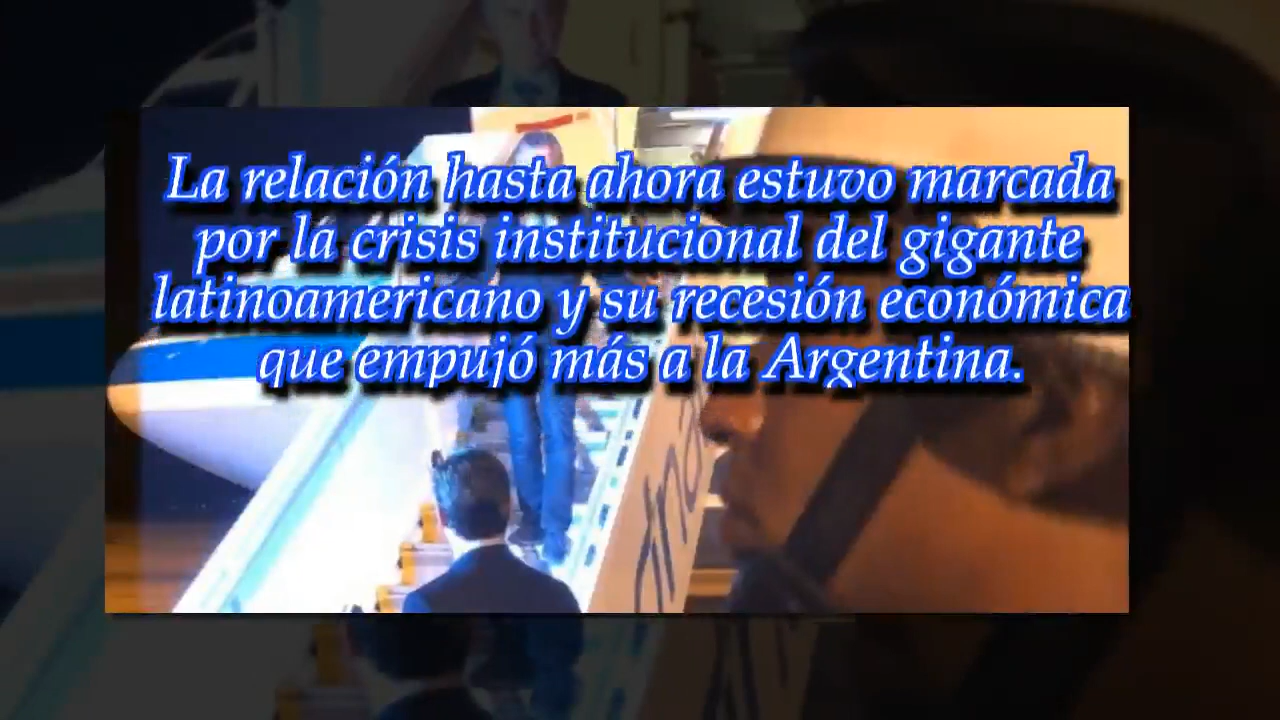 La relación hasta ahora estuvo marcada
por la crisis institucional del gigante
latinoamericano y su recesión económica
que empujó más a la Argentina.